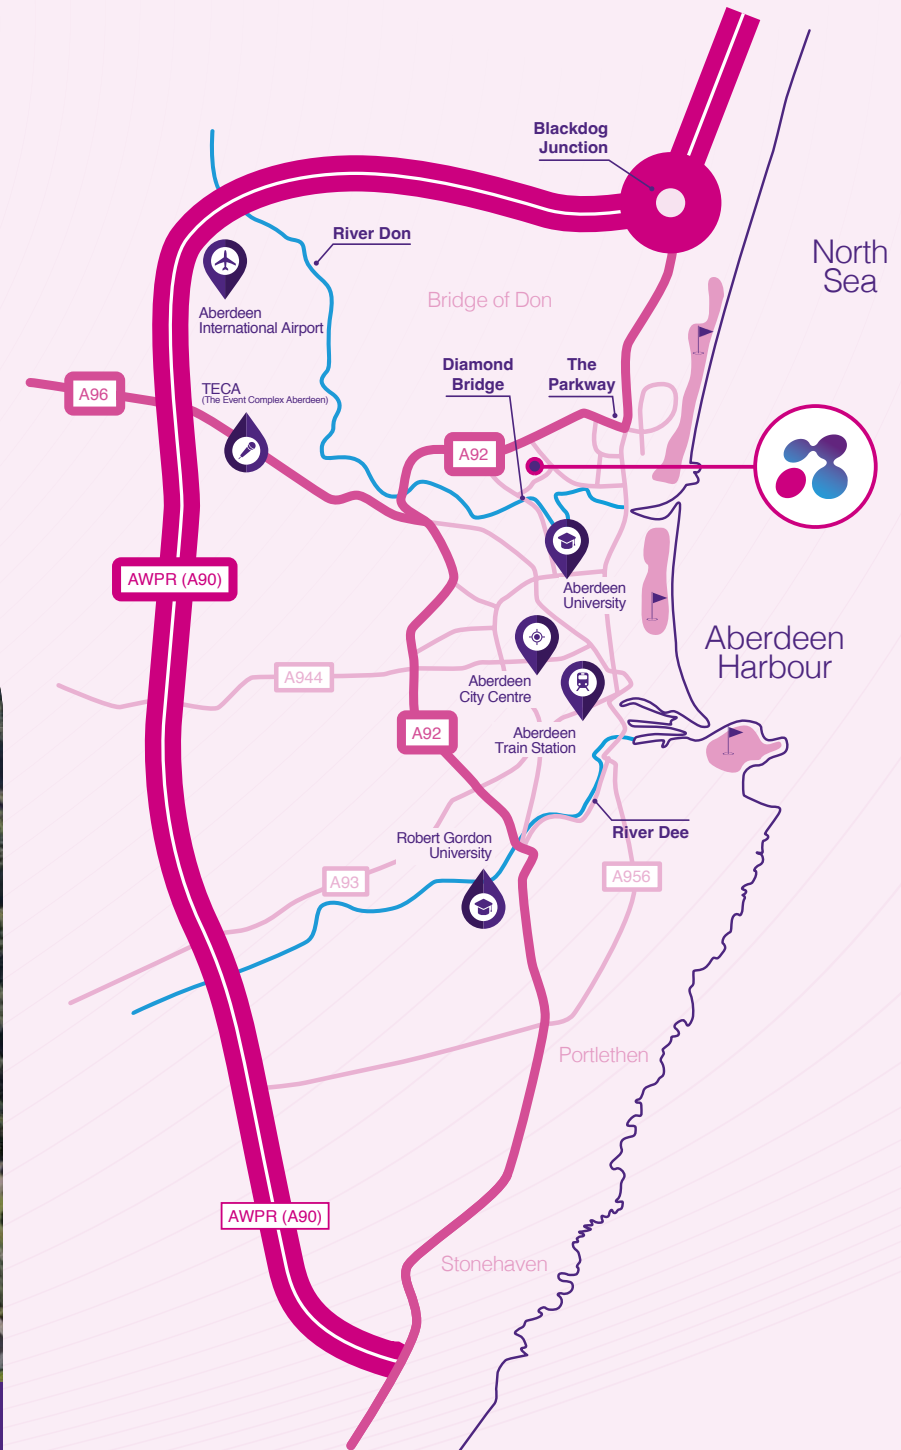 Blackdog
Junction
River Don
North
Sea
Bridge of Don
Aberdeen
International Airport
Diamond
Bridge
The
Parkway
A96
TECA
(The Event Complex Aberdeen)
A92
AWPR (A90)
Aberdeen
University
Aberdeen
Harbour
A944
Aberdeen
City Centre
A92
Aberdeen
Train Station
River Dee
Robert Gordon
University
A93
A956
Portlethen
AWPR (A90)
Stonehaven